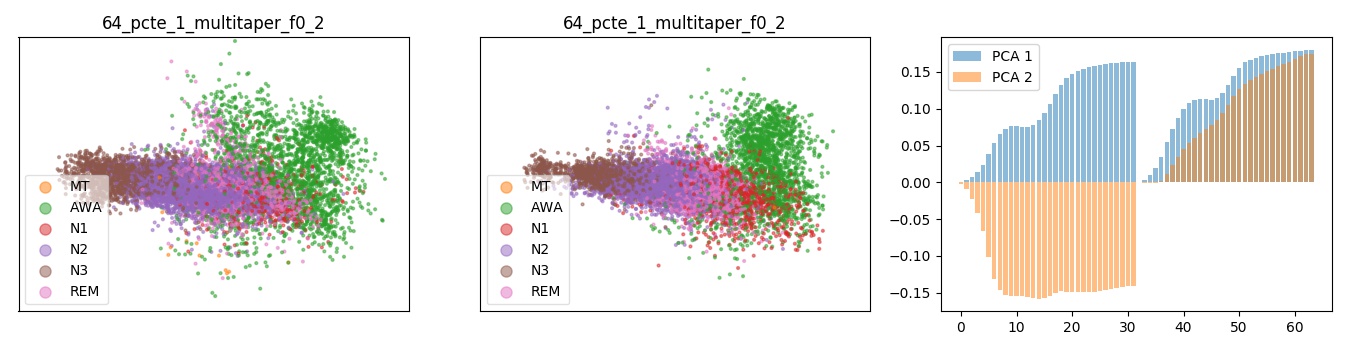 64_pcte_1_multitaper_f0_2
MT
AWA
N1
N2
N3
REM
64_pcte_1_multitaper_f0_2
MT
AWA
N1
N2
N3
REM
PCA 1
PCA 2
0.15
0.10
0.05
0.00
−0.05
−0.10
−0.15
0 10 20 30 40 50 60